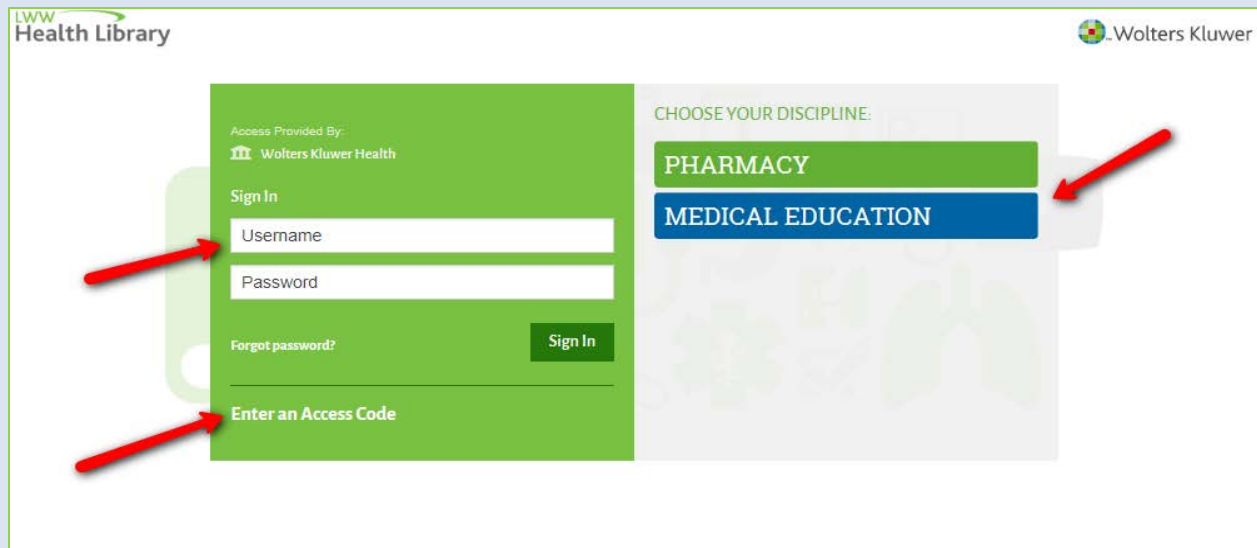 LWW
Health Library
Wolters Kluwer
Access Provided By:
Wolters Kluwer Health
Sign In
Username
Password
Forgot password?
Sign In
Enter an Access Code
CHOOSE YOUR DISCIPLINE:
PHARMACY
MEDICAL EDUCATION